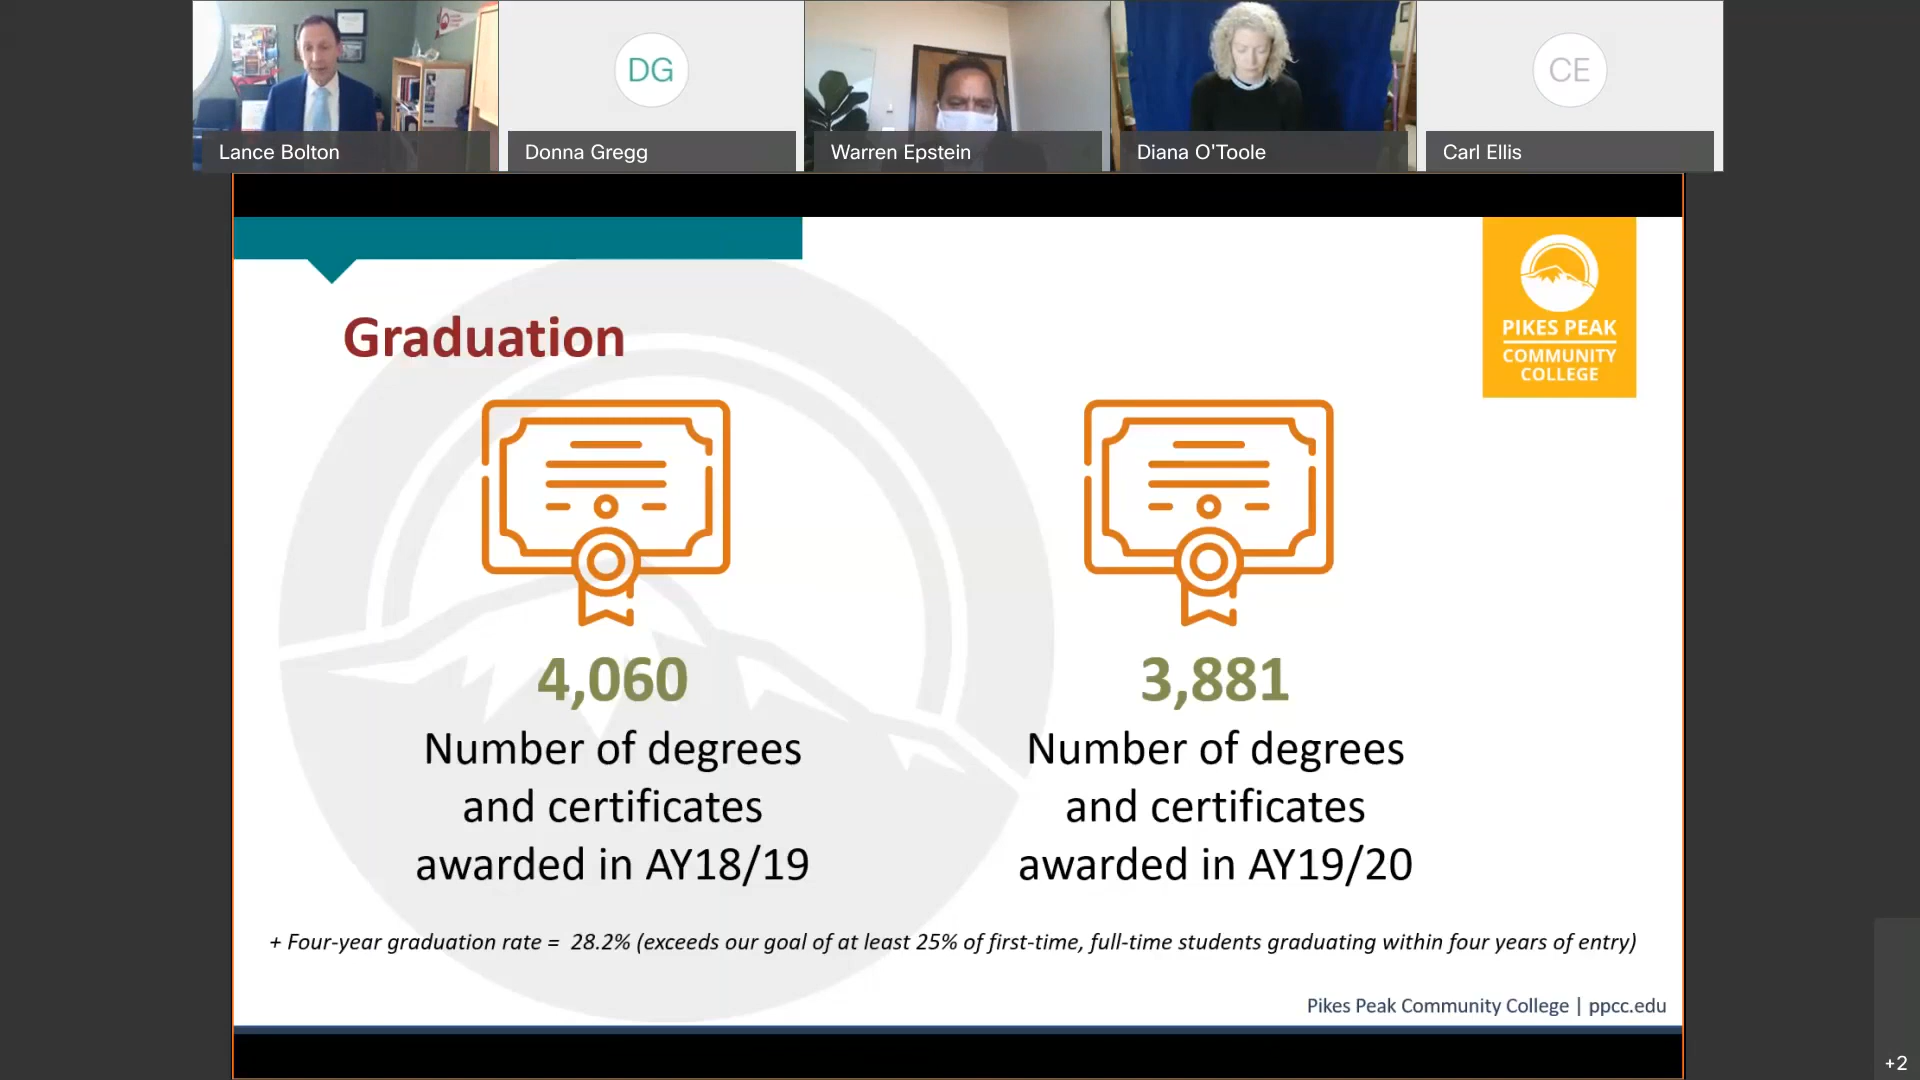 DG
CE
Lance Bolton
Donna Gregg
Warren Epstein
Diana O'Toole
Carl Ellis
PIKES PEAK
COMMUNITY
COLLEGE
Graduation
4,060
Number of degrees
and certificates
awarded in AY18/19
3,881
Number of degrees
and certificates
awarded in AY19/20
+ Four-year graduation rate = 28.2% (exceeds our goal of at least 25% of first-time, full-time students graduating within four years of entry)
Pikes Peak Community College | ppcc.edu
+2